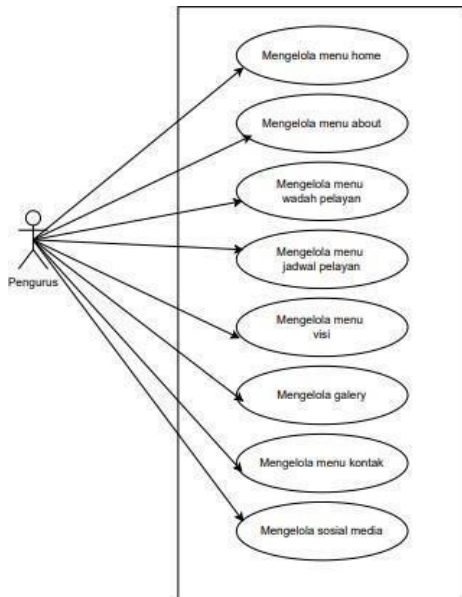 Mengelola menu home
Mengelola menu about
Mengelola menu
wadah pelayan
Mengelola menu
jadwal pelayan
Pengurus
Mengelola menu
visi
Mengelola galery
Mengelola menu kontak
Mengelola sosial media